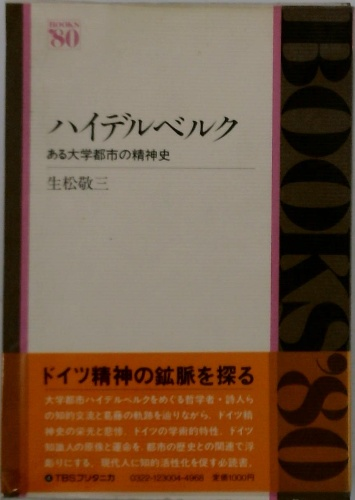 BOOKS
'80
ハイデルベルク
ある大学都市の精神史
生松敬三
BOOKS'80
ドイツ精神の鉱脈を探る
大学都市ハイデルベルクをめぐる哲学者・詩人ら
の知的交流と葛藤の軌跡を辿りながら、ドイツ精
神史の栄光と悲惨、ドイツの学術的特性、ドイツ
知識人の原像と運命を、都市の歴史との関連で浮
彫りにする。現代人に知的活性化を促す必読書。
TBSブリタニカ 0322-123004-4968 定価1000円